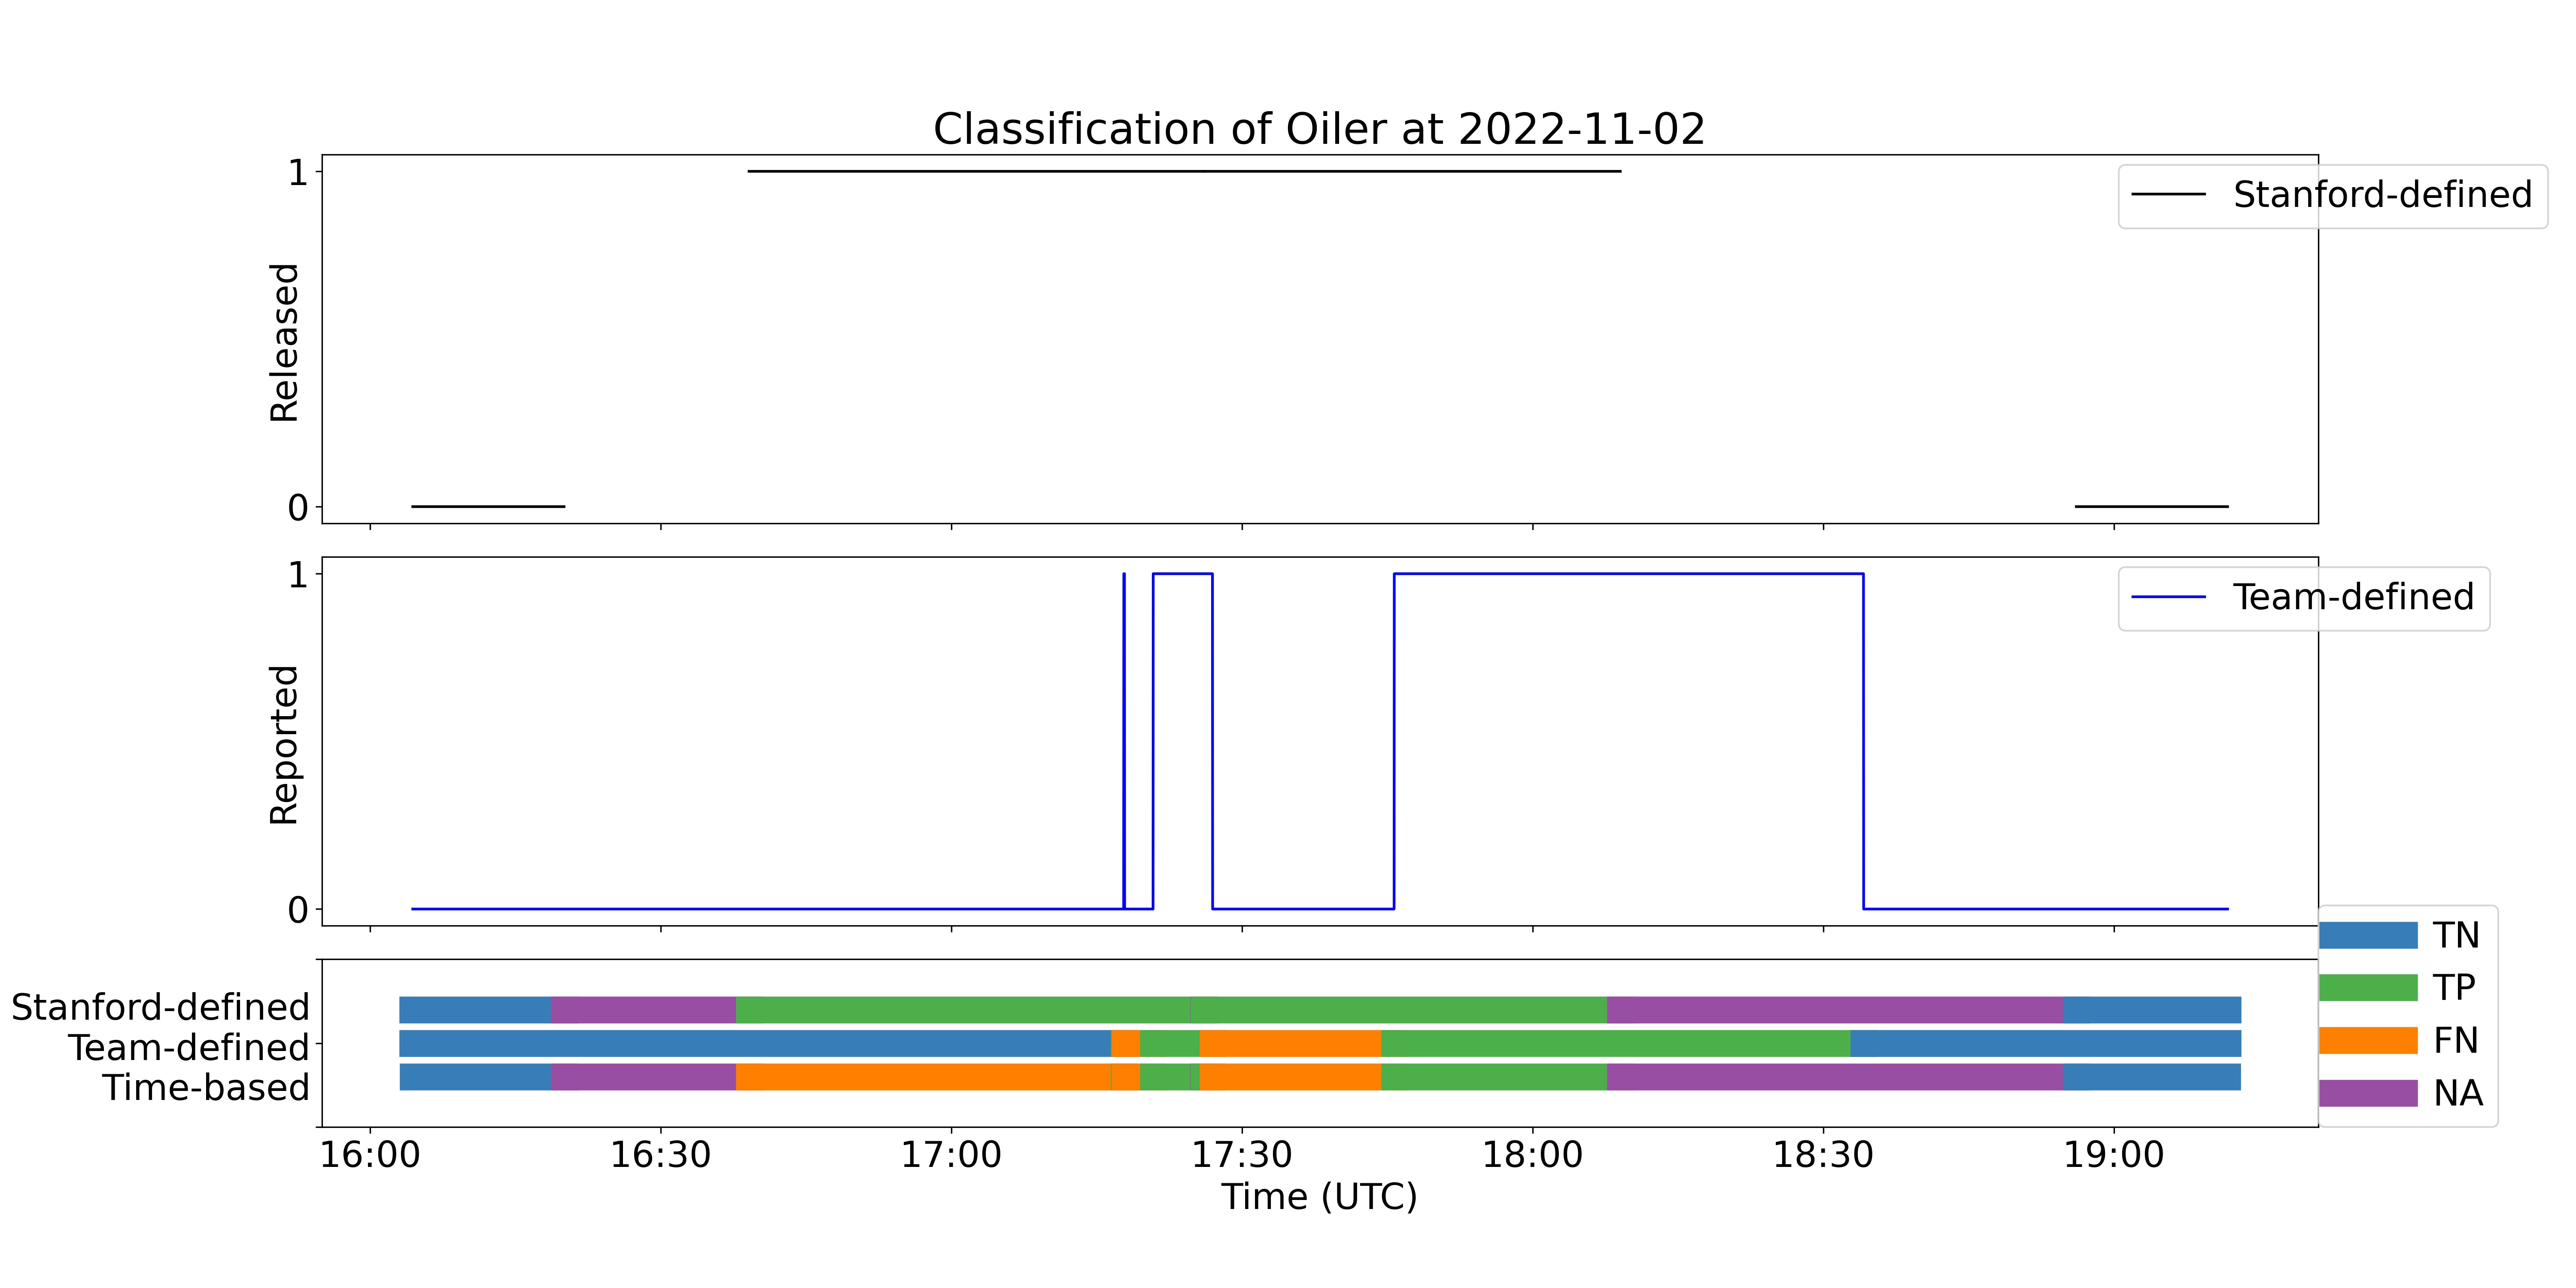 Classification of Oiler at 2022-11-02
1
Stanford-defined
Released
0
1
Team-defined
Reported
0
TN
TP
FN
NA
Stanford-defined
Team-defined
Time-based
16:00 16:30 17:00 17:30 18:00 18:30 19:00
Time (UTC)